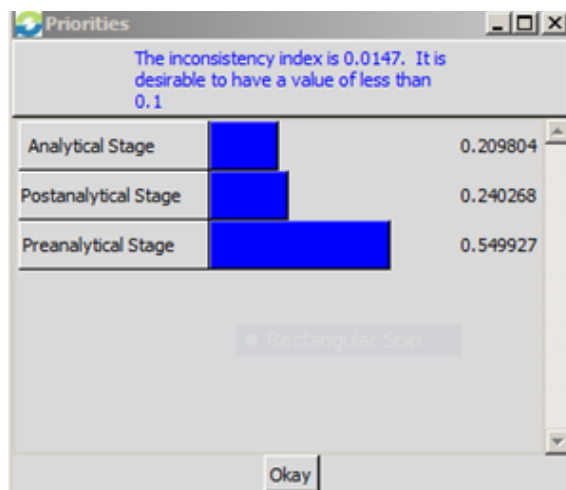 Priorities
The inconsistency index is 0.0147. It is
desirable to have a value of less than
0.1
Analytical Stage 0.209804
Postanalytical Stage 0.240268
Preanalytical Stage 0.549927
Rectangular Snip
Okay